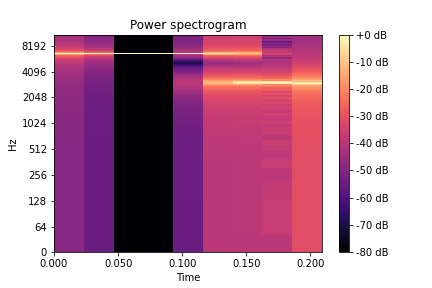 Power spectrogram
8192
4096
2048
1024
512
256
128
64
0
Hz
0.000 0.050 0.100 0.150 0.200
Time
+0 dB
-10 dB
-20 dB
-30 dB
-40 dB
-50 dB
-60 dB
-70 dB
-80 dB